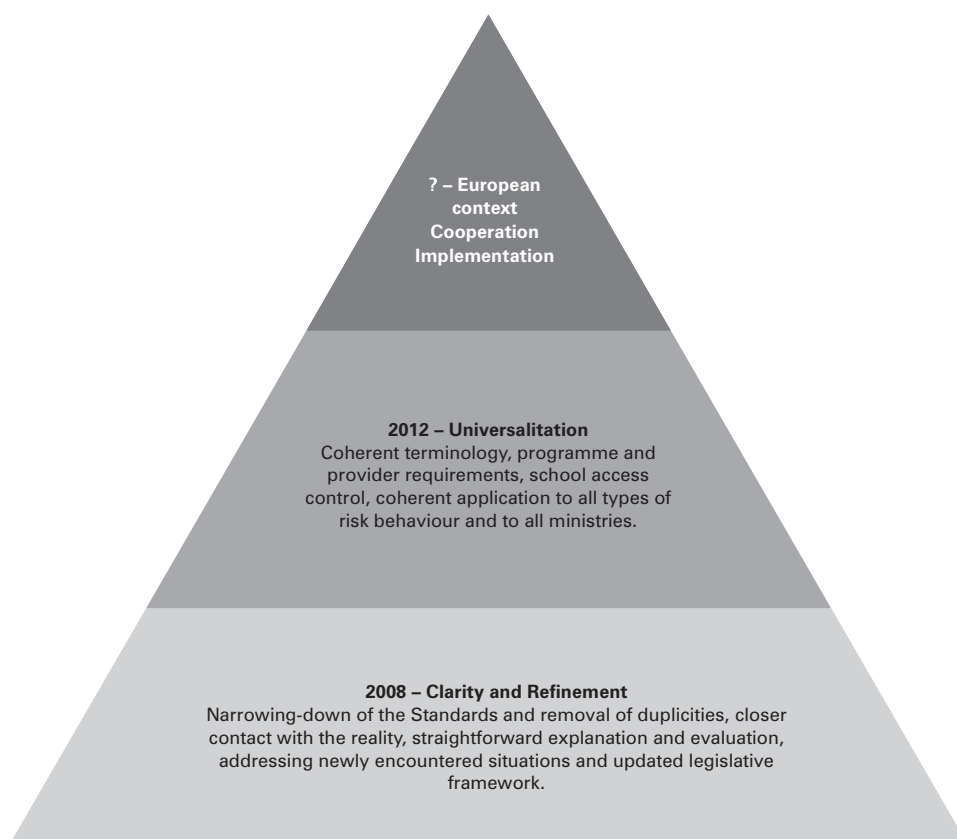 ? – European
context
Cooperation
Implementation
2012 – Universalitation
Coherent terminology, programme and
provider requirements, school access
control, coherent application to all types of
risk behaviour and to all ministries.
2008 – Clarity and Refinement
Narrowing-down of the Standards and removal of duplicities, closer
contact with the reality, straightforward explanation and evaluation,
addressing newly encountered situations and updated legislative
framework.